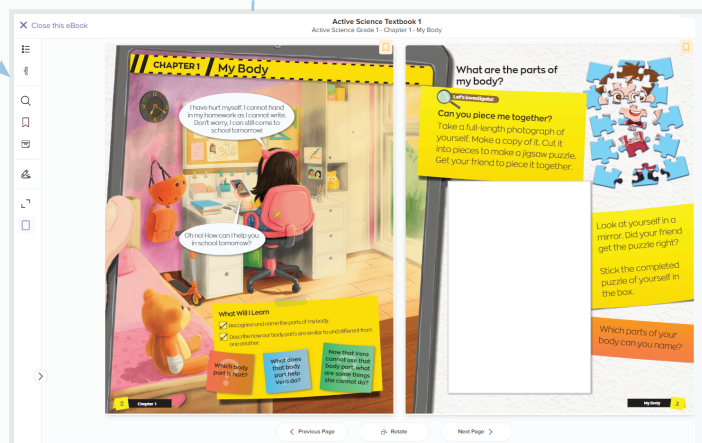 Close this eBook
Active Science Textbook 1
Active Science Grade 1 - Chapter 1 - My Body
CHAPTER 1
My Body
I have hurt myself. I cannot hand
in my homework as I cannot write.
Don't worry, I can still come to
school tomorrow!
Oh no! How can I help you
in school tomorrow?
What Will I Learn
Recognise and name the parts of my body
Describe how our body parts are similar to and different from
one another
Which body
part is hurt?
What does
that body
part help
Vera do?
Now that Vera
cannot use that
body part, what
are some things
she cannot do?
2
Chapter 1
What are the parts of
my body?
Let's Investigate!
Can you piece me together?
Take a full-length photograph of
yourself. Make a copy of it. Cut it
into pieces to make a jigsaw puzzle.
Get your friend to piece it together.
Look at yourself in a
mirror. Did your friend
get the puzzle right?
Stick the completed
puzzle of yourself in
the box.
Which parts of your
body can you name?
My Body
3
Previous Page
Rotate
Next Page